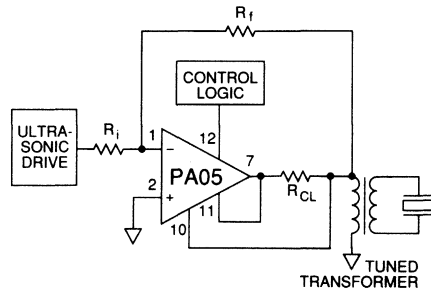 Rf
CONTROL
LOGIC
ULTRA-
SONIC
DRIVE
Ri
1
−
12
7
PA05
RCL
2
+
11
10
TUNED
TRANSFORMER